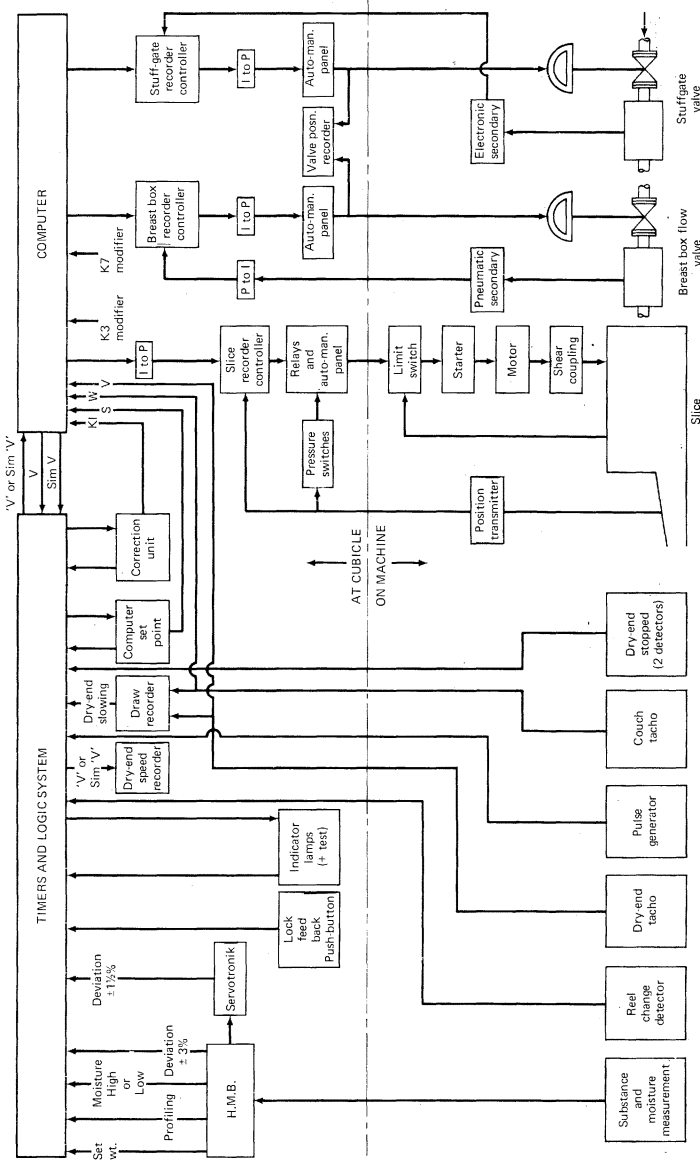 TIMERS AND LOGIC SYSTEM
COMPUTER
'V' or Sim 'V'
V
Sim V
Set
wt.
Profiling
Moisture
High
or
Low
Deviation
± 3%
Deviation
±1½%
H.M.B.
Servotronik
Lock
feed
back
Push-button
Indicator
lamps
(+ test)
'V' or
Sim 'V'
Dry-end
speed
recorder
Dry-end
slowing
Draw
recorder
Computer
set
point
Correction
unit
KI
S
W
V
I to P
K3
modifier
K7
modifier
Slice
recorder
controller
Relays
and
auto-man.
panel
Pressure
switches
Limit
switch
Starter
Motor
Shear
coupling
Position
transmitter
Slice
Breast box
recorder
controller
I to P
Auto-man.
panel
P to I
Pneumatic
secondary
Breast box flow
valve
Valve posn.
recorder
Stuff-gate
recorder
controller
I to P
Auto-man.
panel
Electronic
secondary
Stuffgate
valve
AT CUBICLE
ON MACHINE
Substance
and
moisture
measurement
Reel
change
detector
Dry-end
tacho
Pulse
generator
Couch
tacho
Dry-end
stopped
(2 detectors)